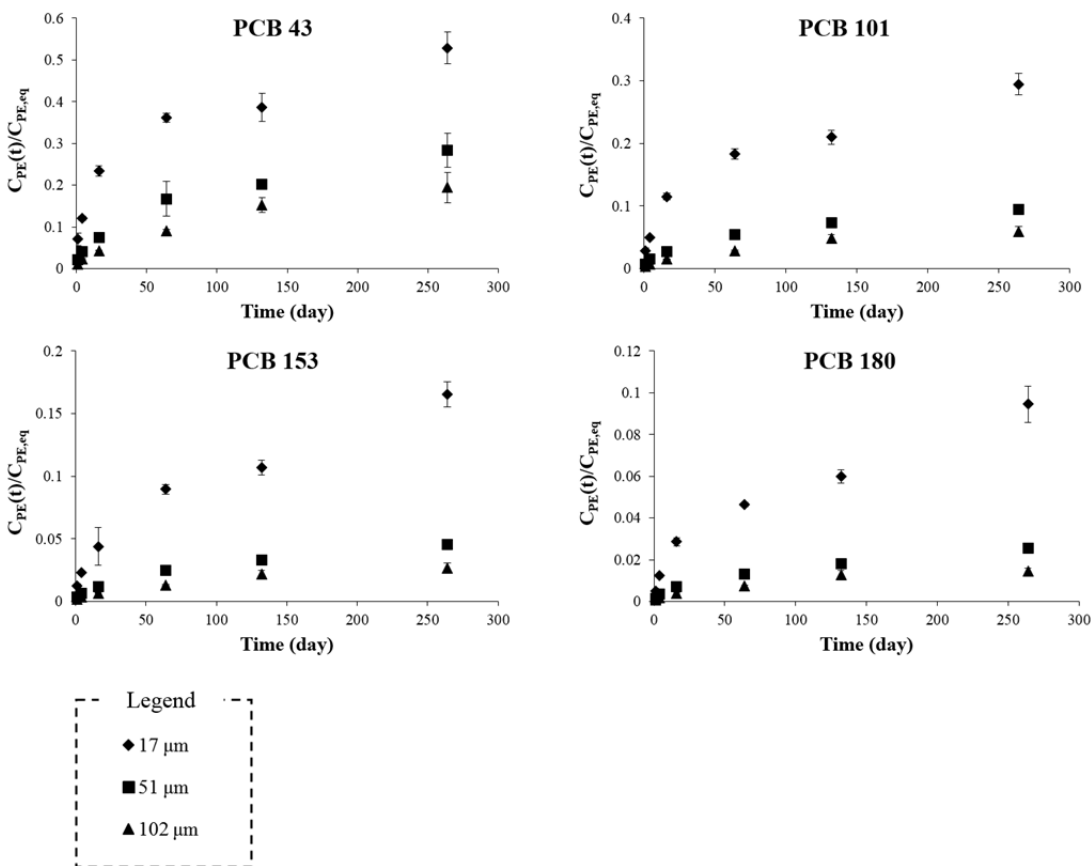 PCB 43
C_PE(t)/C_PE,eq
0.6
0.5
0.4
0.3
0.2
0.1
0
0 50 100 150 200 250 300
Time (day)
PCB 101
C_PE(t)/C_PE,eq
0.4
0.3
0.2
0.1
0
0 50 100 150 200 250 300
Time (day)
PCB 153
C_PE(t)/C_PE,eq
0.2
0.15
0.1
0.05
0
0 50 100 150 200 250 300
Time (day)
PCB 180
C_PE(t)/C_PE,eq
0.12
0.1
0.08
0.06
0.04
0.02
0
0 50 100 150 200 250 300
Time (day)
Legend
17 μm
51 μm
102 μm